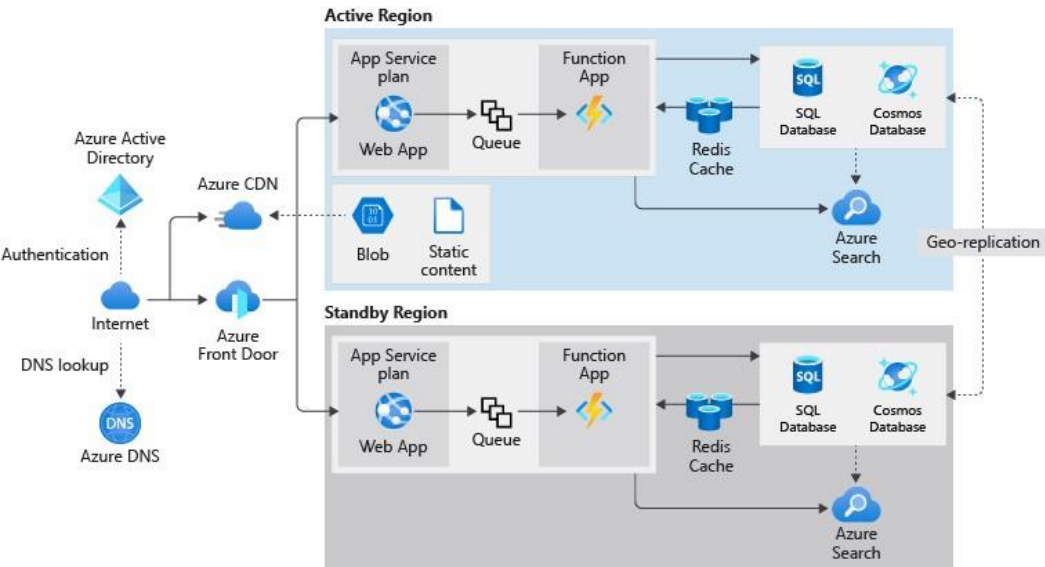 Active Region
App Service
plan
Web App
Queue
Function
App
Redis
Cache
SQL
SQL
Database
Cosmos
Database
Azure
Search
Azure Active
Directory
Authentication
Internet
DNS lookup
DNS
Azure DNS
Azure CDN
Azure
Front Door
10
01
Blob
Static
content
Geo-replication
Standby Region
App Service
plan
Web App
Queue
Function
App
Redis
Cache
SQL
SQL
Database
Cosmos
Database
Azure
Search